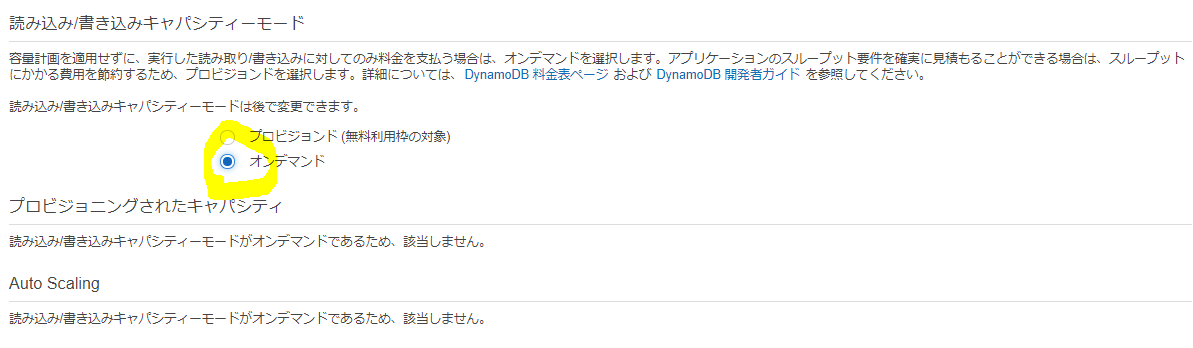 読み込み/書き込みキャパシティーモード
容量計画を適用せずに、実行した読み取り/書き込みに対してのみ料金を支払う場合は、オンデマンドを選択します。アプリケーションのスループット要件を確実に見積もることができる場合は、スループット
にかかる費用を節約するため、プロビジョンドを選択します。詳細については、DynamoDB 料金表ページ および DynamoDB 開発者ガイド を参照してください。
読み込み/書き込みキャパシティーモードは後で変更できます。
プロビジョンド (無料利用枠の対象)
オンデマンド
プロビジョニングされたキャパシティ
読み込み/書き込みキャパシティーモードがオンデマンドであるため、該当しません。
Auto Scaling
読み込み/書き込みキャパシティーモードがオンデマンドであるため、該当しません。